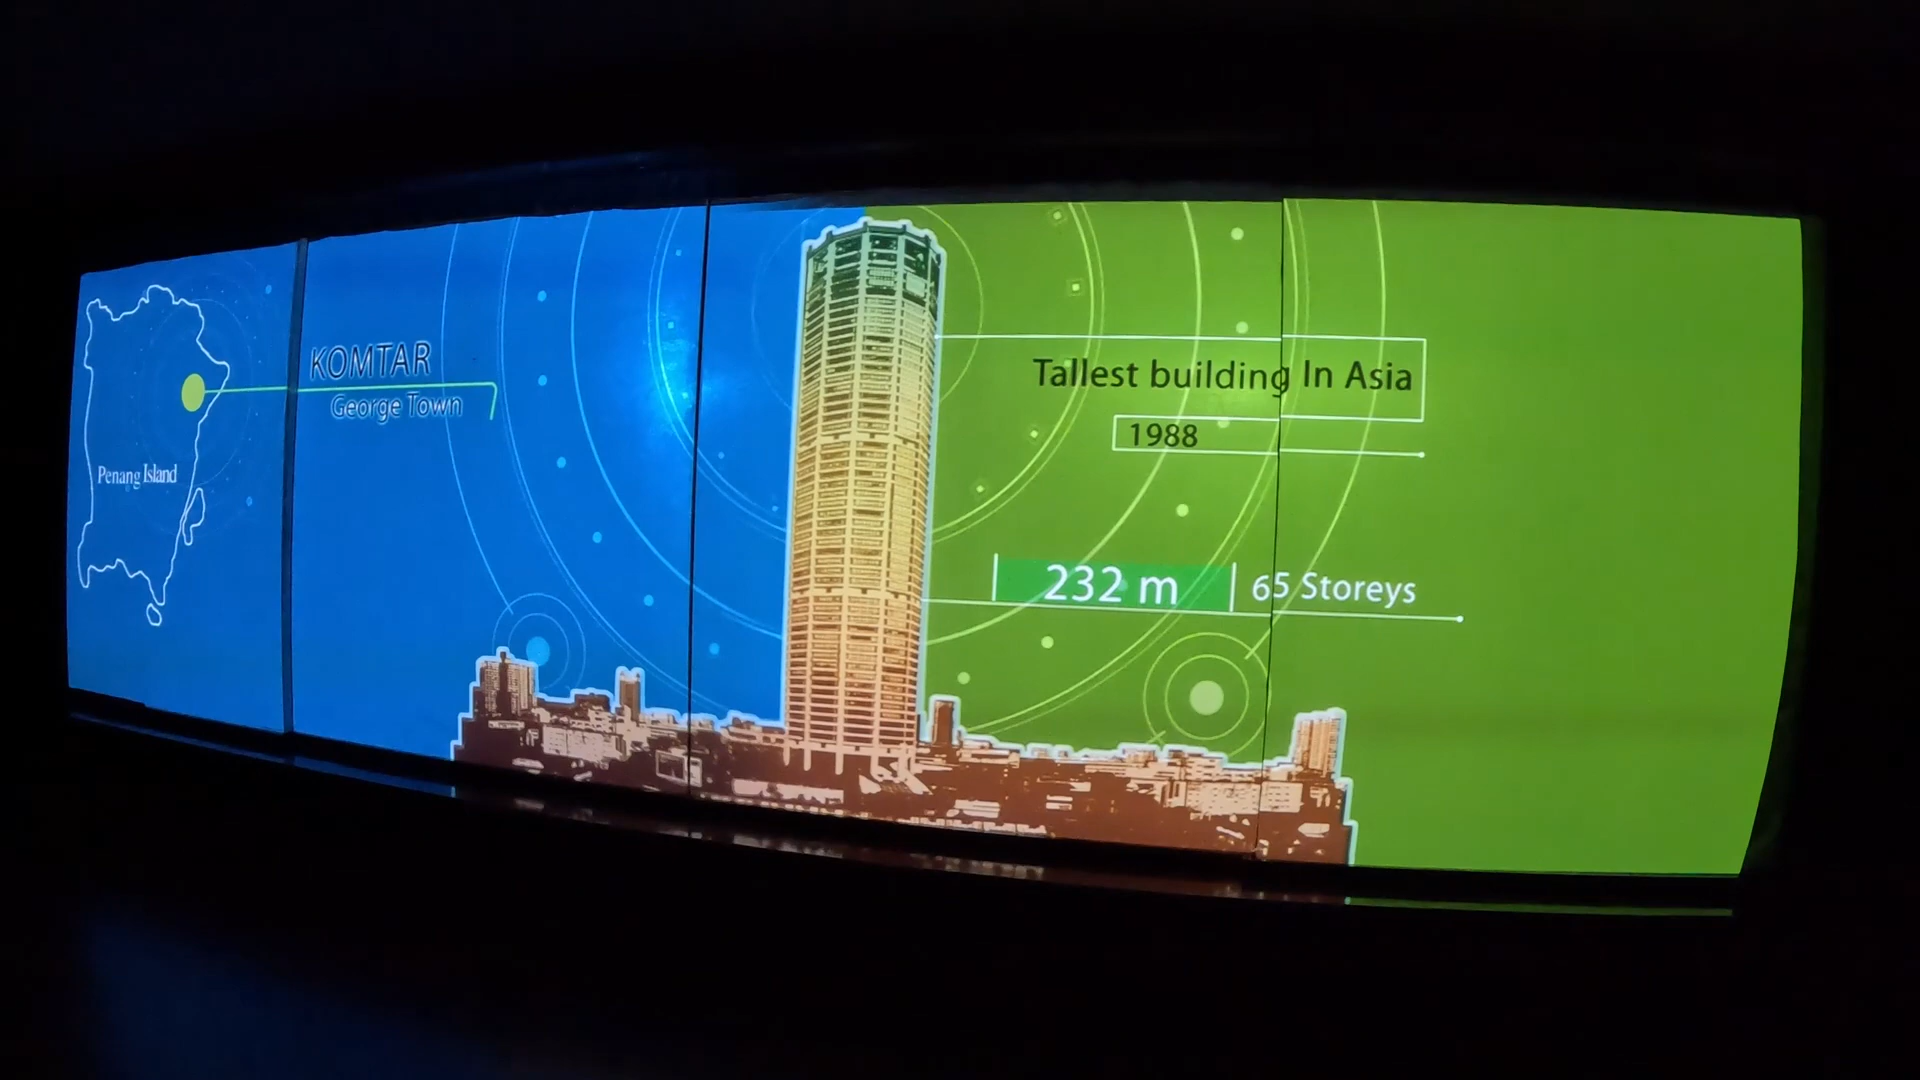 KOMTAR
George Town
Penang Island
Tallest building In Asia
1988
232 m
65 Storeys